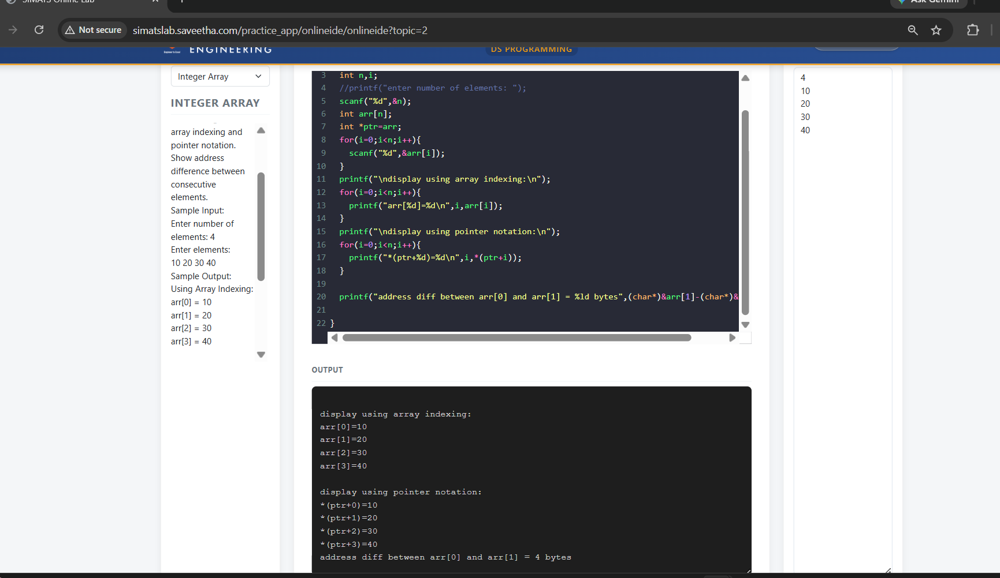 SIMATS Online Lab
Ask Gemini
Not secure
simatslab.saveetha.com/practice_app/onlineide/onlineide?topic=2
ENGINEERING
DS PROGRAMMING
Integer Array
INTEGER ARRAY
array indexing and
pointer notation.
Show address
difference between
consecutive
elements.
Sample Input:
Enter number of
elements: 4
Enter elements:
10 20 30 40
Sample Output:
Using Array Indexing:
arr[0] = 10
arr[1] = 20
arr[2] = 30
arr[3] = 40
3 int n,i;
4 //printf("enter number of elements: ");
5 scanf("%d",&n);
6 int arr[n];
7 int *ptr=arr;
8 for(i=0;i<n;i++){
9 scanf("%d",&arr[i]);
10 }
11 printf("\ndisplay using array indexing:\n");
12 for(i=0;i<n;i++){
13 printf("arr[%d]=%d\n",i,arr[i]);
14 }
15 printf("\ndisplay using pointer notation:\n");
16 for(i=0;i<n;i++){
17 printf("*(ptr+%d)=%d\n",i,*(ptr+i));
18 }
19
20 printf("address diff between arr[0] and arr[1] = %ld bytes",(char*)&arr[1]-(char*)&
21
22 }
OUTPUT
display using array indexing:
arr[0]=10
arr[1]=20
arr[2]=30
arr[3]=40
display using pointer notation:
*(ptr+0)=10
*(ptr+1)=20
*(ptr+2)=30
*(ptr+3)=40
address diff between arr[0] and arr[1] = 4 bytes
4
10
20
30
40